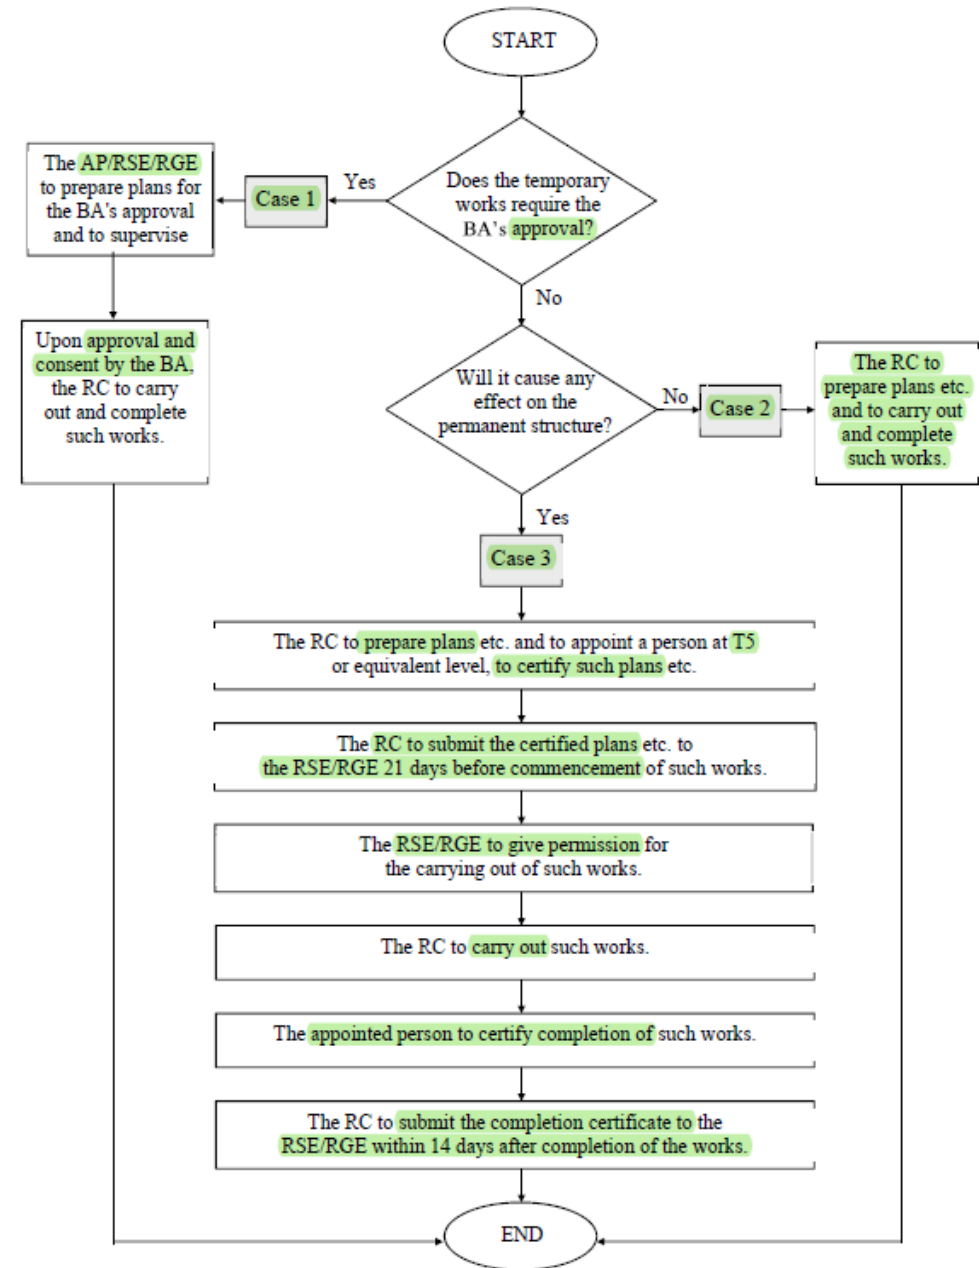 START
Does the temporary
works require the
BA's approval?
Yes
Case 1
The AP/RSE/RGE
to prepare plans for
the BA's approval
and to supervise
Upon approval and
consent by the BA,
the RC to carry
out and complete
such works.
No
Will it cause any
effect on the
permanent structure?
No
Case 2
The RC to
prepare plans etc.
and to carry out
and complete
such works.
Yes
Case 3
The RC to prepare plans etc. and to appoint a person at T5
or equivalent level, to certify such plans etc.
The RC to submit the certified plans etc. to
the RSE/RGE 21 days before commencement of such works.
The RSE/RGE to give permission for
the carrying out of such works.
The RC to carry out such works.
The appointed person to certify completion of such works.
The RC to submit the completion certificate to the
RSE/RGE within 14 days after completion of the works.
END